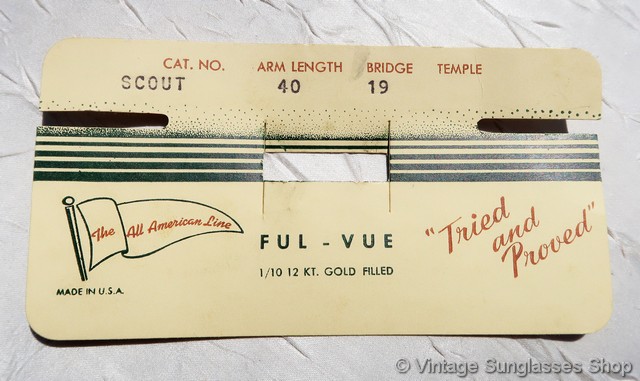 CAT. NO. ARM LENGTH BRIDGE TEMPLE
SCOUT 40 19
The All American Line
MADE IN U.S.A.
FUL - VUE
1/10 12 KT. GOLD FILLED
"Tried
and
Proved"
© Vintage Sunglasses Shop